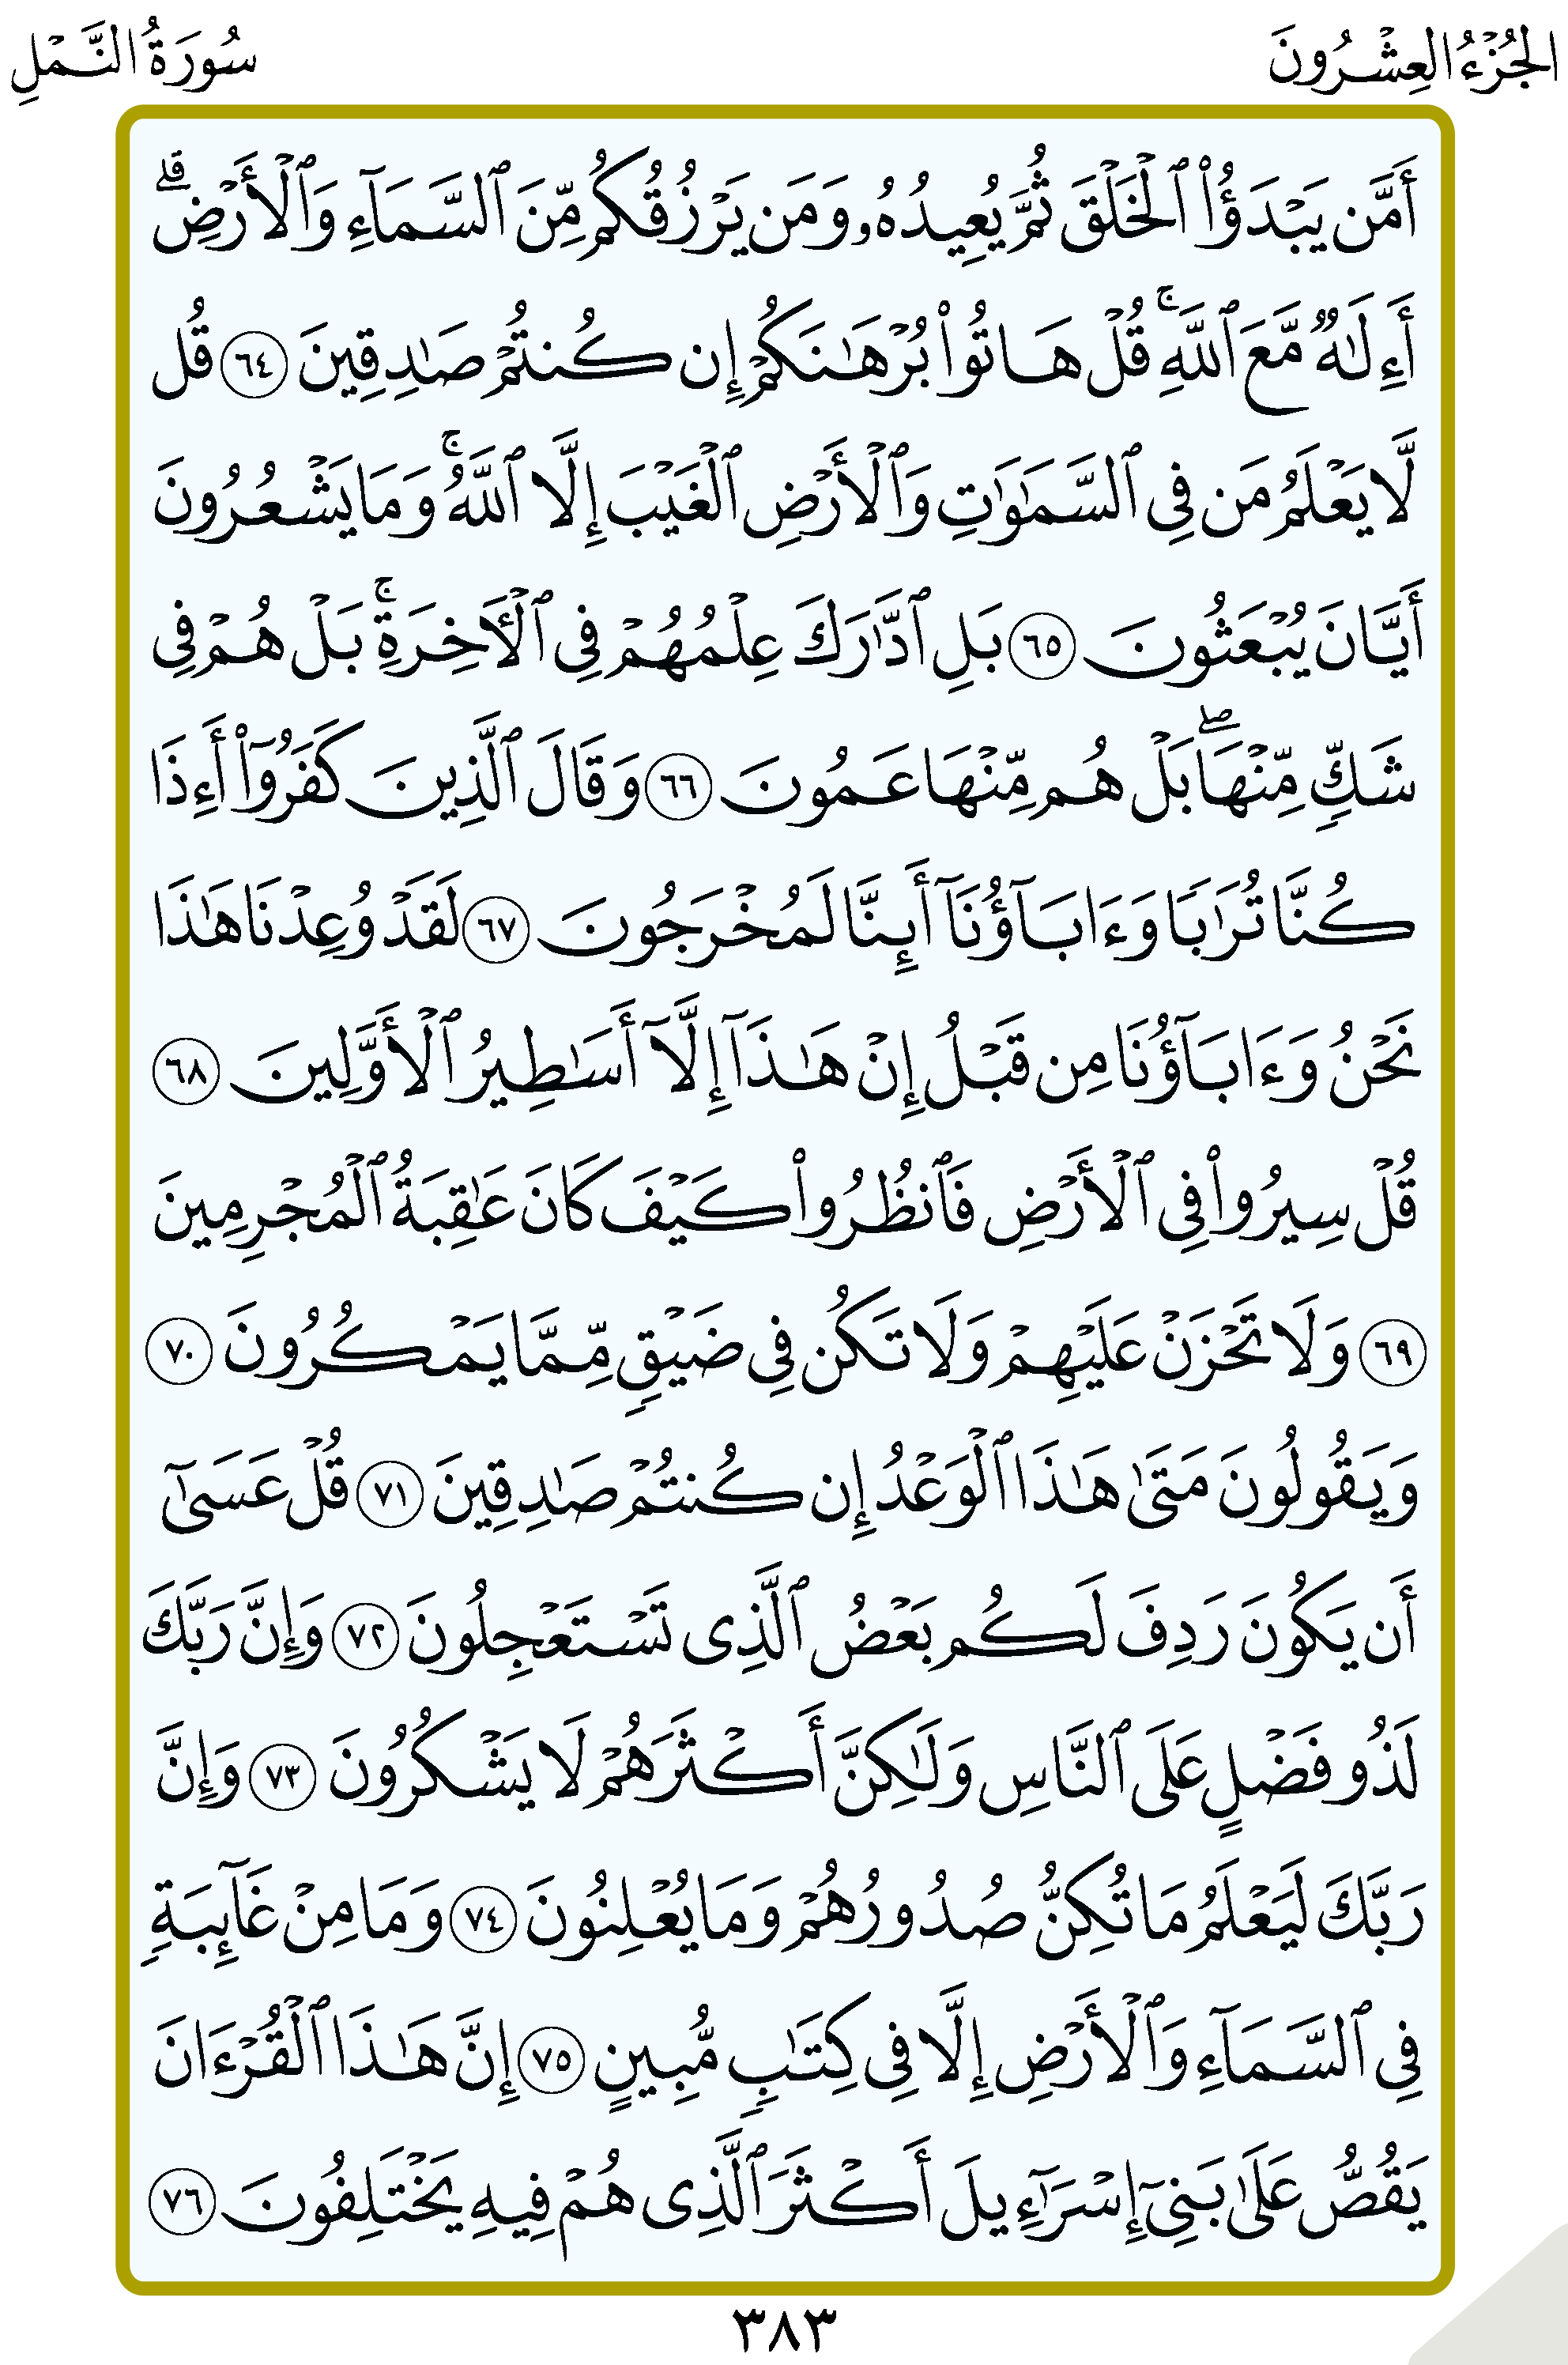 الجُزْءُ العِشْرُونَ
سُورَةُ النَّمْلِ
أَمَّن يَبْدَؤُا۟ ٱلْخَلْقَ ثُمَّ يُعِيدُهُۥ وَمَن يَرْزُقُكُم مِّنَ ٱلسَّمَآءِ وَٱلْأَرْضِ ۗ
أَءِلَٰهٌ مَّعَ ٱللَّهِ ۚ قُلْ هَاتُوا۟ بُرْهَٰنَكُمْ إِن كُنتُمْ صَٰدِقِينَ ٦٤ قُل
لَّا يَعْلَمُ مَن فِى ٱلسَّمَٰوَٰتِ وَٱلْأَرْضِ ٱلْغَيْبَ إِلَّا ٱللَّهُ ۚ وَمَا يَشْعُرُونَ
أَيَّانَ يُبْعَثُونَ ٦٥ بَلِ ٱدَّٰرَكَ عِلْمُهُمْ فِى ٱلْـَٔاخِرَةِ ۚ بَلْ هُمْ فِى
شَكٍّ مِّنْهَا ۖ بَلْ هُم مِّنْهَا عَمُونَ ٦٦ وَقَالَ ٱلَّذِينَ كَفَرُوٓا۟ أَءِذَا
كُنَّا تُرَٰبًا وَءَابَآؤُنَآ أَئِنَّا لَمُخْرَجُونَ ٦٧ لَقَدْ وُعِدْنَا هَٰذَا
نَحْنُ وَءَابَآؤُنَا مِن قَبْلُ إِنْ هَٰذَآ إِلَّآ أَسَٰطِيرُ ٱلْأَوَّلِينَ ٦٨
قُلْ سِيرُوا۟ فِى ٱلْأَرْضِ فَٱنظُرُوا۟ كَيْفَ كَانَ عَٰقِبَةُ ٱلْمُجْرِمِينَ
٦٩ وَلَا تَحْزَنْ عَلَيْهِمْ وَلَا تَكُن فِى ضَيْقٍ مِّمَّا يَمْكُرُونَ ٧٠
وَيَقُولُونَ مَتَىٰ هَٰذَا ٱلْوَعْدُ إِن كُنتُمْ صَٰدِقِينَ ٧١ قُلْ عَسَىٰٓ
أَن يَكُونَ رَدِفَ لَكُم بَعْضُ ٱلَّذِى تَسْتَعْجِلُونَ ٧٢ وَإِنَّ رَبَّكَ
لَذُو فَضْلٍ عَلَى ٱلنَّاسِ وَلَٰكِنَّ أَكْثَرَهُمْ لَا يَشْكُرُونَ ٧٣ وَإِنَّ
رَبَّكَ لَيَعْلَمُ مَا تُكِنُّ صُدُورُهُمْ وَمَا يُعْلِنُونَ ٧٤ وَمَا مِنْ غَآئِبَةٍ
فِى ٱلسَّمَآءِ وَٱلْأَرْضِ إِلَّا فِى كِتَٰبٍ مُّبِينٍ ٧٥ إِنَّ هَٰذَا ٱلْقُرْءَانَ
يَقُصُّ عَلَىٰ بَنِىٓ إِسْرَٰٓءِيلَ أَكْثَرَ ٱلَّذِى هُمْ فِيهِ يَخْتَلِفُونَ ٧٦
٣٨٣